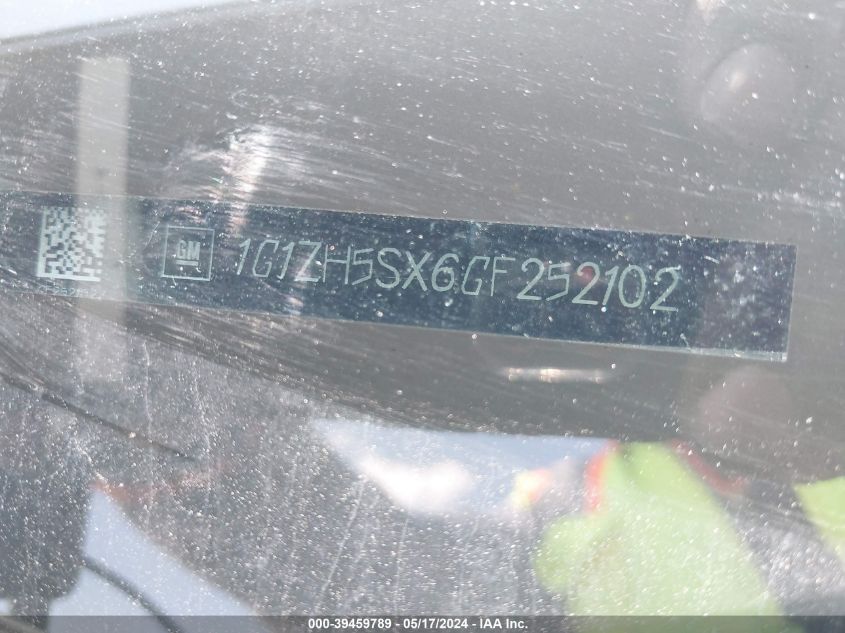 GM 1G1ZH5SX6GF252102
000-39459789 - 05/17/2024 - IAA Inc.